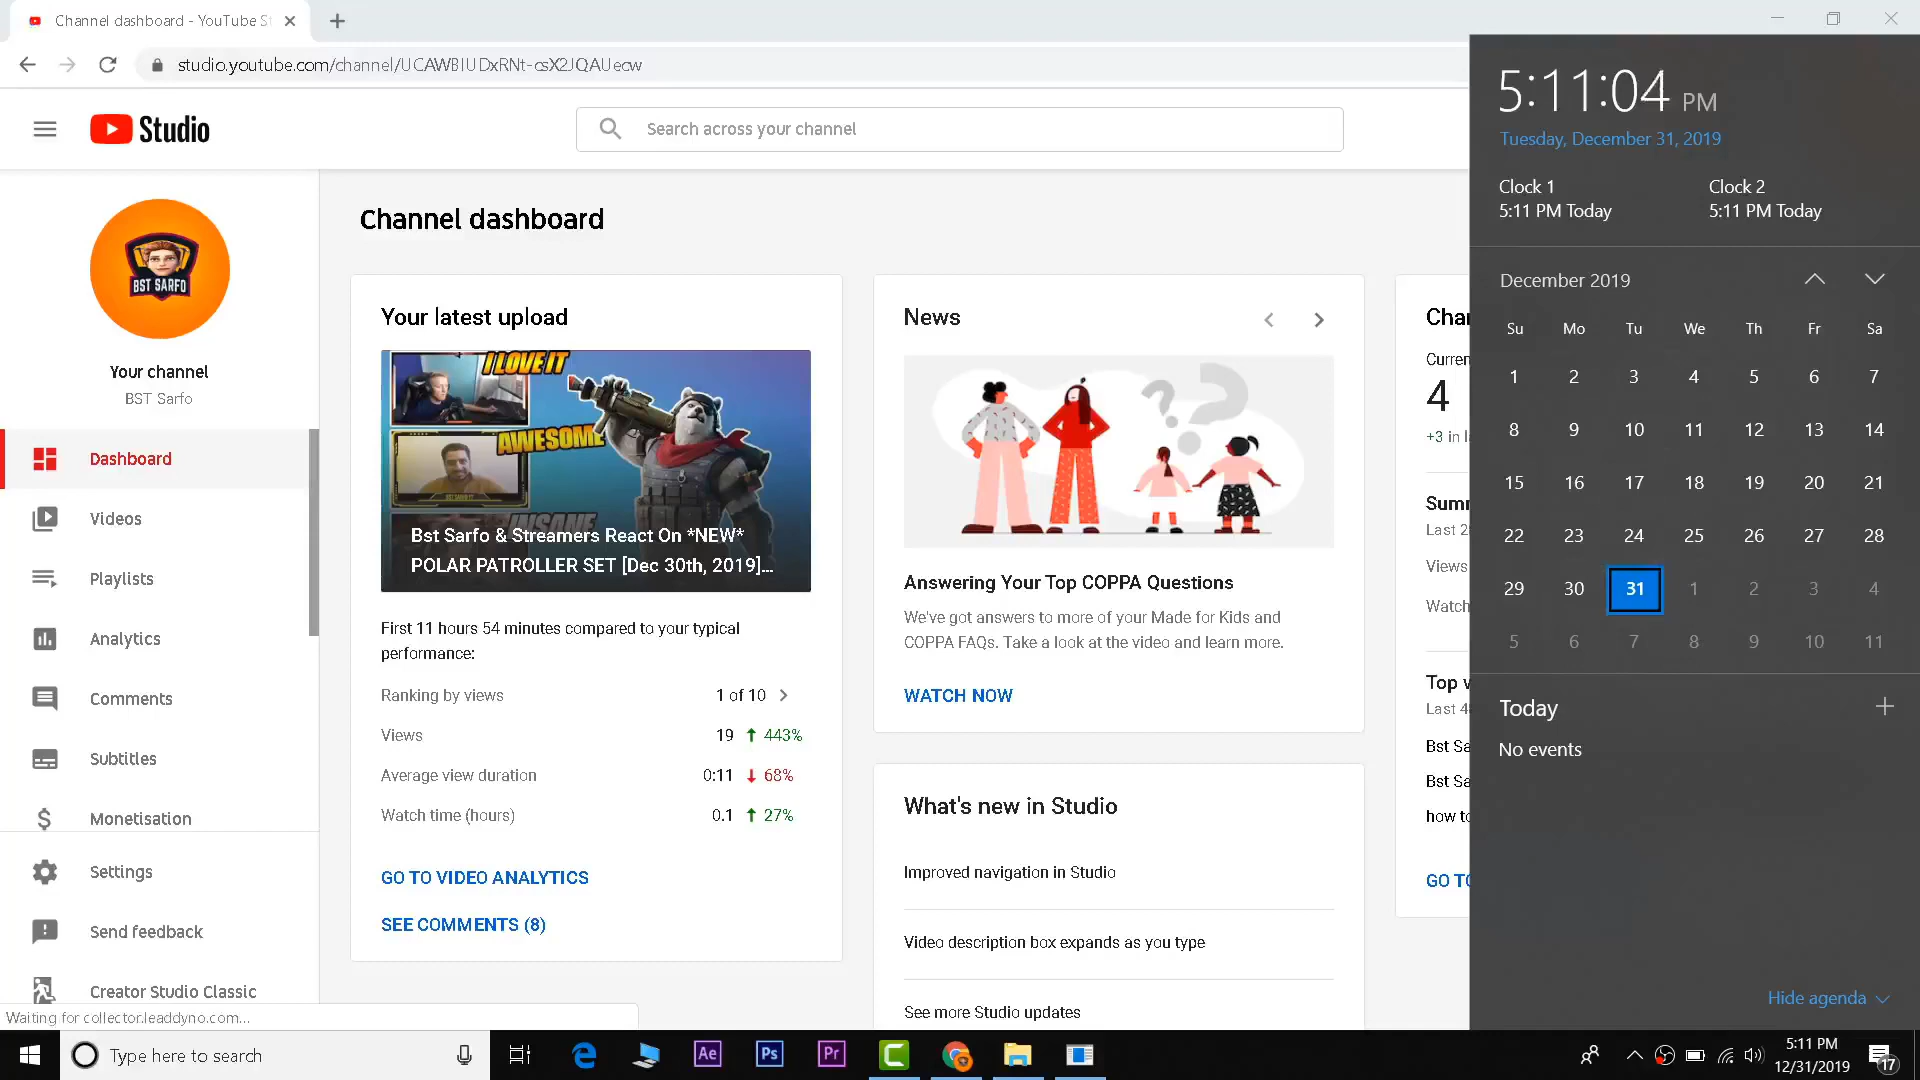 Channel dashboard - YouTube St
studio.youtube.com/channel/UCAWBIUDxRNt-csX2JQAUecw
Studio
Search across your channel
BST SARFO
Your channel
BST Sarfo
Dashboard
Videos
Playlists
Analytics
Comments
Subtitles
Monetisation
Settings
Send feedback
Creator Studio Classic
Waiting for collector.leaddyno.com...
Channel dashboard
Your latest upload
I LOVE IT
AWESOME
INSANE
Bst Sarfo & Streamers React On *NEW*
POLAR PATROLLER SET [Dec 30th, 2019]...
First 11 hours 54 minutes compared to your typical
performance:
Ranking by views 1 of 10
Views 19 443%
Average view duration 0:11 68%
Watch time (hours) 0.1 27%
GO TO VIDEO ANALYTICS
SEE COMMENTS (8)
News
Answering Your Top COPPA Questions
We've got answers to more of your Made for Kids and
COPPA FAQs. Take a look at the video and learn more.
WATCH NOW
What's new in Studio
Improved navigation in Studio
Video description box expands as you type
See more Studio updates
Chan
Curren
4
+3 in l
Summ
Last 2
Views
Watch
Top v
Last 4
Bst Sa
Bst Sa
how to
GO TO
5:11:04 PM
Tuesday, December 31, 2019
Clock 1 Clock 2
5:11 PM Today 5:11 PM Today
December 2019
Su Mo Tu We Th Fr Sa
1 2 3 4 5 6 7
8 9 10 11 12 13 14
15 16 17 18 19 20 21
22 23 24 25 26 27 28
29 30 31 1 2 3 4
5 6 7 8 9 10 11
Today
No events
Hide agenda
Type here to search
Ae
Ps
Pr
5:11 PM
12/31/2019
17